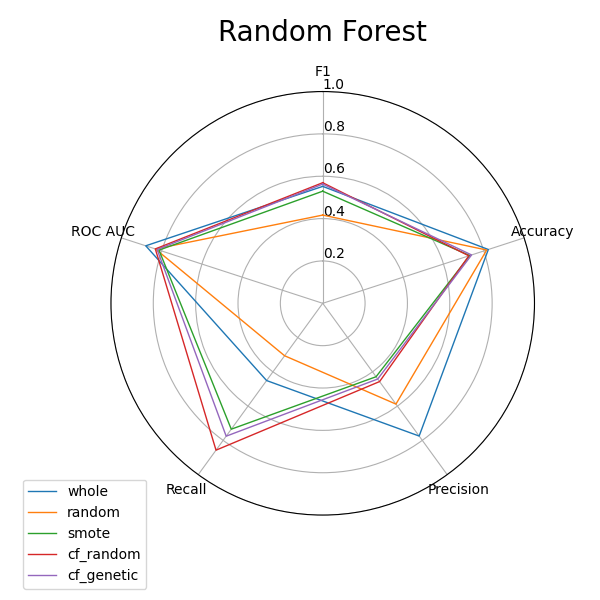 Random Forest
F1
1.0
0.8
0.6
0.4
0.2
ROC AUC
Accuracy
Recall
Precision
whole
random
smote
cf_random
cf_genetic